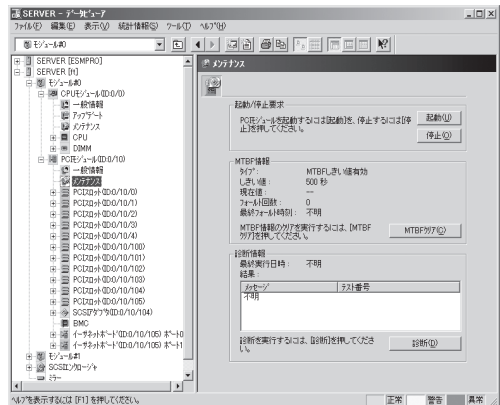 SERVER - ﾃﾞｰﾀﾋﾞｭｰｱ
ﾌｧｲﾙ(F) 編集(E) 表示(V) 統計情報(S) ﾂｰﾙ(T) ﾍﾙﾌﾟ(H)
ﾓｼﾞｭｰﾙ#0
SERVER [ESMPRO]
SERVER [ft]
ﾓｼﾞｭｰﾙ#0
CPUﾓｼﾞｭｰﾙ(ID:0/0)
一般情報
ｱｯﾌﾟﾃﾞｰﾄ
ﾒﾝﾃﾅﾝｽ
CPU
DIMM
PCIﾓｼﾞｭｰﾙ(ID:0/10)
一般情報
ﾒﾝﾃﾅﾝｽ
PCIｽﾛｯﾄ(ID:0/10/0)
PCIｽﾛｯﾄ(ID:0/10/1)
PCIｽﾛｯﾄ(ID:0/10/2)
PCIｽﾛｯﾄ(ID:0/10/3)
PCIｽﾛｯﾄ(ID:0/10/4)
PCIｽﾛｯﾄ(ID:0/10/100)
PCIｽﾛｯﾄ(ID:0/10/101)
PCIｽﾛｯﾄ(ID:0/10/102)
PCIｽﾛｯﾄ(ID:0/10/103)
PCIｽﾛｯﾄ(ID:0/10/104)
PCIｽﾛｯﾄ(ID:0/10/105)
SCSIｱﾀﾞﾌﾟﾀ(ID:0/10/104)
BMC
ｲｰｻﾈｯﾄﾎﾞｰﾄﾞ(ID:0/10/105) ﾎﾟｰﾄ0
ｲｰｻﾈｯﾄﾎﾞｰﾄﾞ(ID:0/10/105) ﾎﾟｰﾄ1
ﾓｼﾞｭｰﾙ#1
SCSIｴﾝｸﾛｰｼﾞｬ
ﾐﾗｰ
ﾒﾝﾃﾅﾝｽ
起動/停止要求
PCIﾓｼﾞｭｰﾙを起動するには[起動]を、停止するには[停
止]を押してください。
起動(U)
停止(O)
MTBF情報
ﾀｲﾌﾟ: MTBFしきい値有効
しきい値: 500 秒
現在値: ---
ﾌｫｰﾙﾄ回数: 0
最終ﾌｫｰﾙﾄ時刻: 不明
MTBF情報のｸﾘｱを実行するには、[MTBF
ｸﾘｱ]を押してください。
MTBFｸﾘｱ(C)
診断情報
最終実行日時: 不明
結果:
ﾒｯｾｰｼﾞ ﾃｽﾄ番号
不明
診断を実行するには、[診断]を押してくださ
い。
診断(D)
ﾍﾙﾌﾟを表示するには [F1] を押してください。
正常 警告 異常